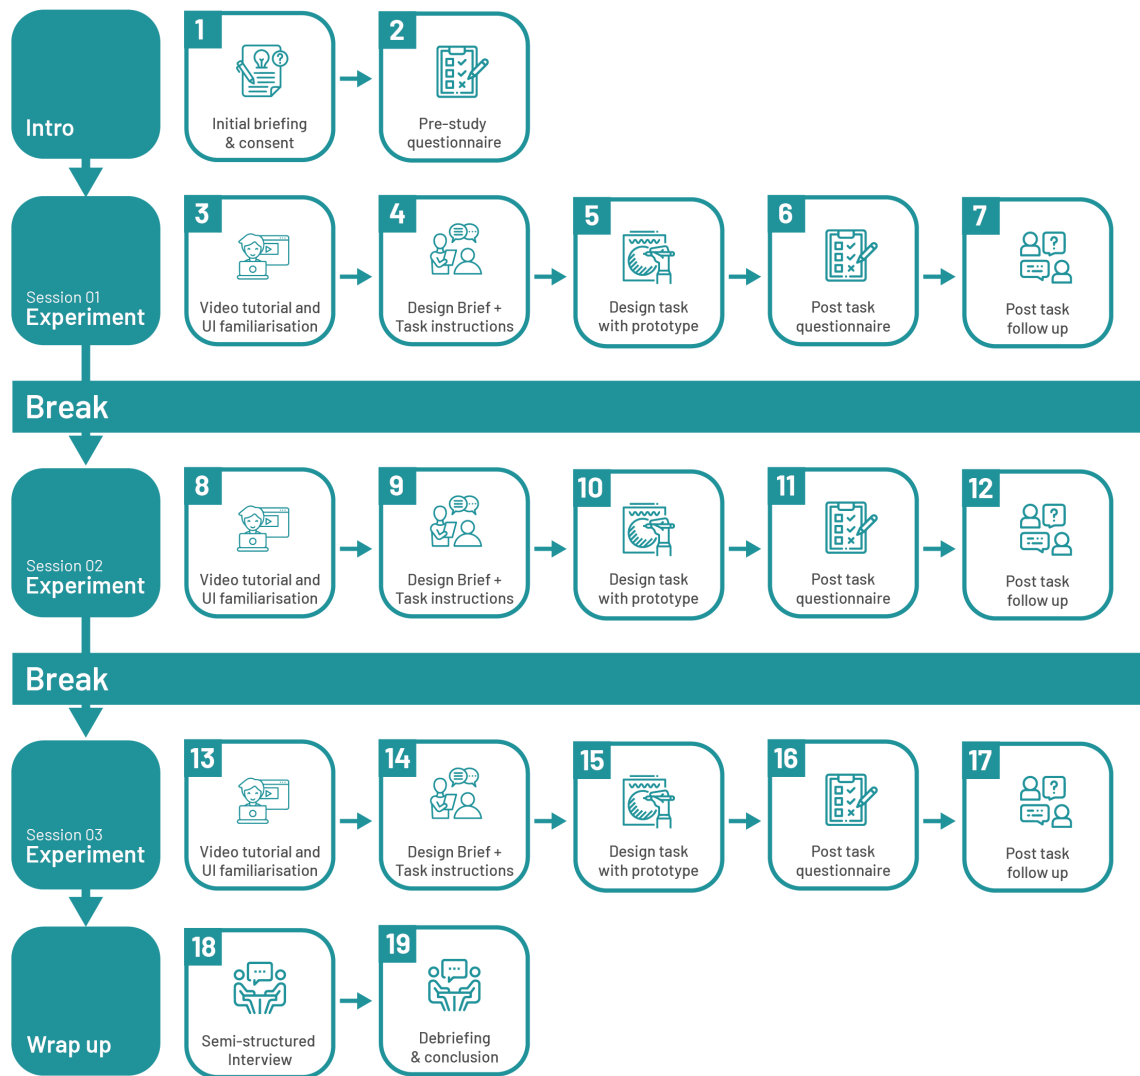 Intro
1
Initial briefing
& consent
2
Pre-study
questionnaire
Session 01
Experiment
3
Video tutorial and
UI familiarisation
4
Design Brief +
Task instructions
5
Design task
with prototype
6
Post task
questionnaire
7
Post task
follow up
Break
Session 02
Experiment
8
Video tutorial and
UI familiarisation
9
Design Brief +
Task instructions
10
Design task
with prototype
11
Post task
questionnaire
12
Post task
follow up
Break
Session 03
Experiment
13
Video tutorial and
UI familiarisation
14
Design Brief +
Task instructions
15
Design task
with prototype
16
Post task
questionnaire
17
Post task
follow up
Wrap up
18
Semi-structured
Interview
19
Debriefing
& conclusion